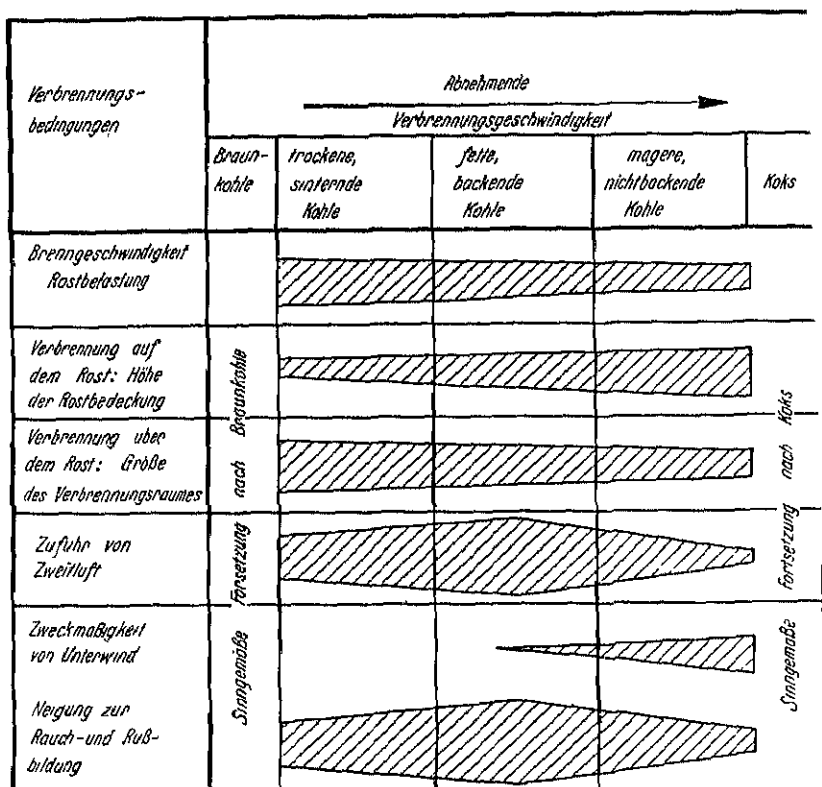 Verbrennungs-
bedingungen
Abnehmende
Verbrennungsgeschwindigkeit
Braun-
kohle
trockene,
sinternde
Kohle
fette,
backende
Kohle
magere,
nichtbackende
Kohle
Koks
Brenngeschwindigkeit
Rostbelastung
Verbrennung auf
dem Rost: Höhe
der Rostbedeckung
Verbrennung über
dem Rost: Größe
des Verbrennungsraumes
Zufuhr von
Zweitluft
Zweckmäßigkeit
von Unterwind
Neigung zur
Rauch- und Ruß-
bildung
Sinngemäße Forsetzung nach Braunkohle
Sinngemäße Fortsetzung nach Koks